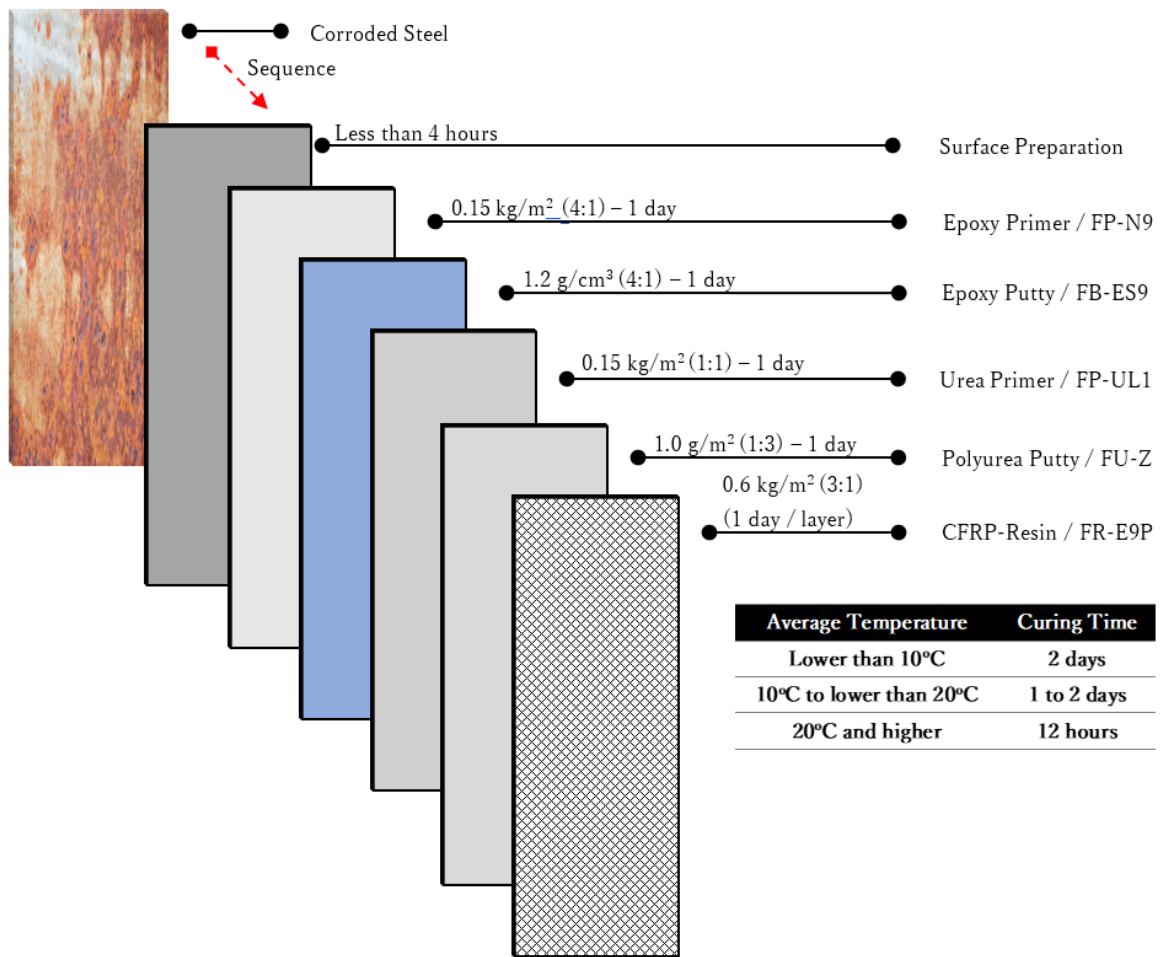 Corroded Steel
Sequence
Less than 4 hours
Surface Preparation
0.15 kg/m² (4:1) – 1 day
Epoxy Primer / FP-N9
1.2 g/cm³ (4:1) – 1 day
Epoxy Putty / FB-ES9
0.15 kg/m² (1:1) – 1 day
Urea Primer / FP-UL1
1.0 g/m² (1:3) – 1 day
Polyurea Putty / FU-Z
0.6 kg/m² (3:1)
(1 day / layer)
CFRP-Resin / FR-E9P
Average Temperature Curing Time
Lower than 10ºC 2 days
10ºC to lower than 20ºC 1 to 2 days
20ºC and higher 12 hours